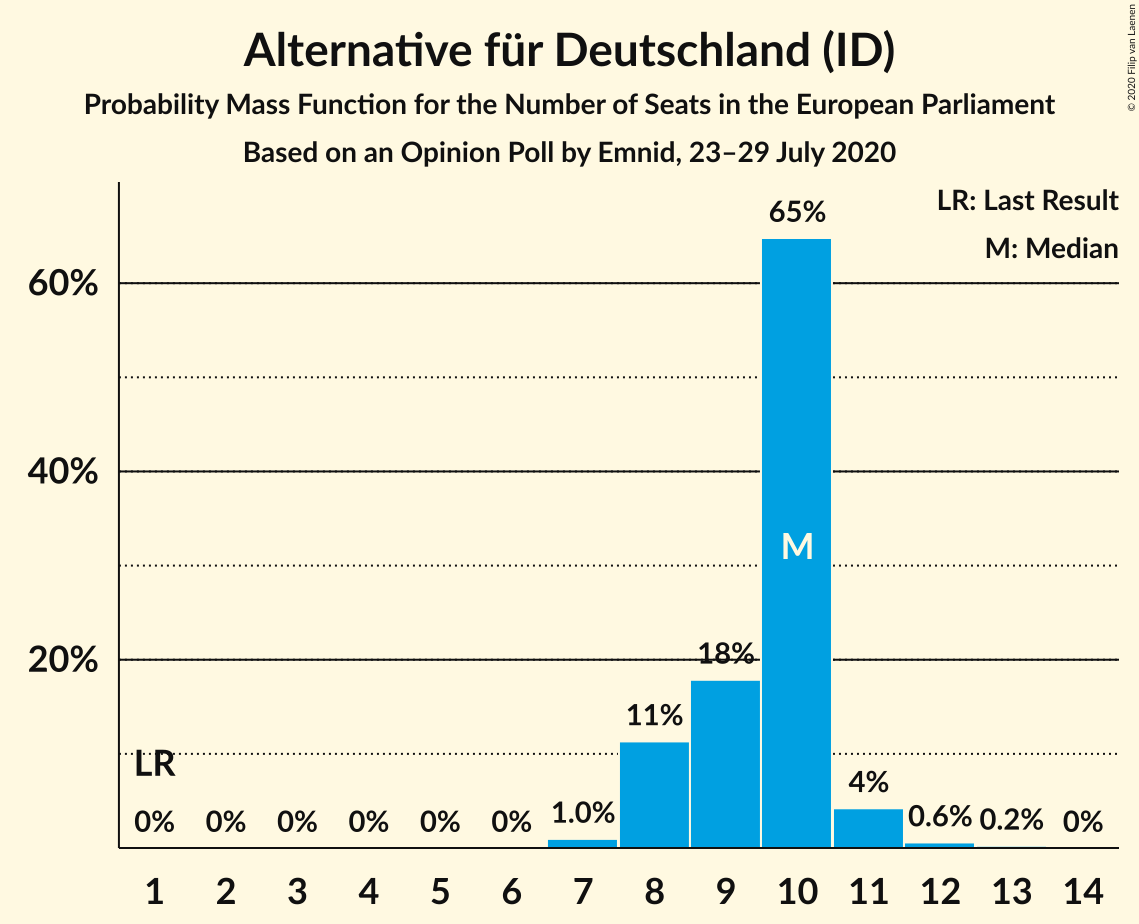 Alternative für Deutschland (ID)
Probability Mass Function for the Number of Seats in the European Parliament
Based on an Opinion Poll by Emnid, 23–29 July 2020
© 2020 Filip van Laenen
LR: Last Result
M: Median
65%
60%
40%
M
20%
18%
11%
LR
4%
0% 0% 0% 0% 0% 0% 1.0% 0.6% 0.2% 0%
1 2 3 4 5 6 7 8 9 10 11 12 13 14